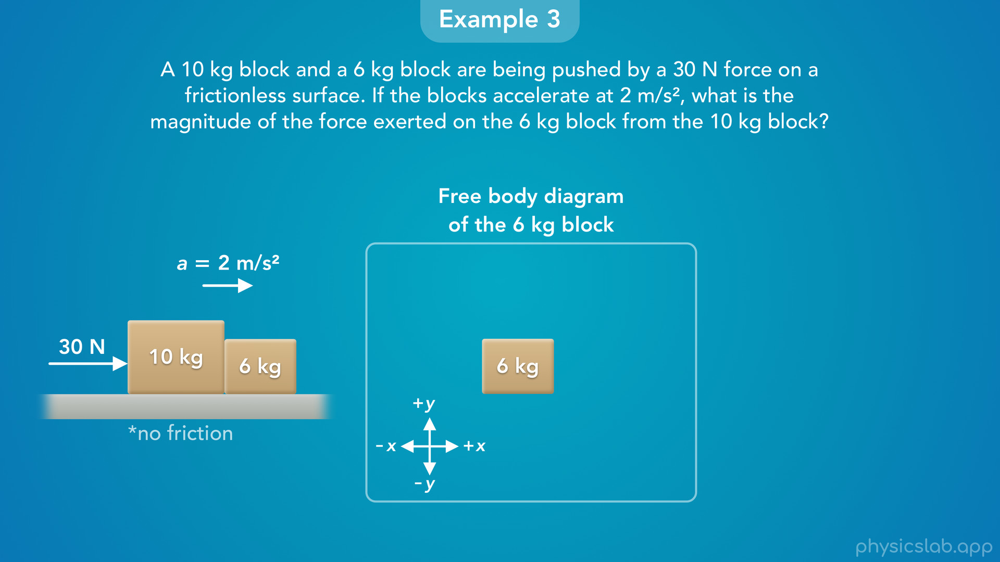 Example 3
A 10 kg block and a 6 kg block are being pushed by a 30 N force on a
frictionless surface. If the blocks accelerate at 2 m/s², what is the
magnitude of the force exerted on the 6 kg block from the 10 kg block?
Free body diagram
of the 6 kg block
a = 2 m/s²
30 N
10 kg
6 kg
*no friction
6 kg
+y
-x
+x
-y
physicslab.app